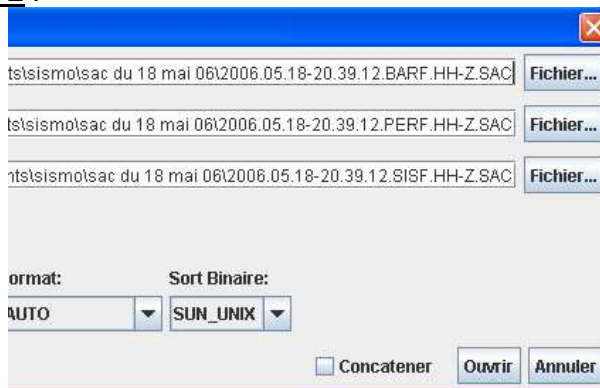 ts\sismo\sac du 18 mai 06\2006.05.18-20.39.12.BARF.HH-Z.SAC Fichier...
ts\sismo\sac du 18 mai 06\2006.05.18-20.39.12.PERF.HH-Z.SAC Fichier...
nts\sismo\sac du 18 mai 06\2006.05.18-20.39.12.SISF.HH-Z.SAC Fichier...
ormat: Sort Binaire:
AUTO SUN_UNIX
Concatener Ouvrir Annuler